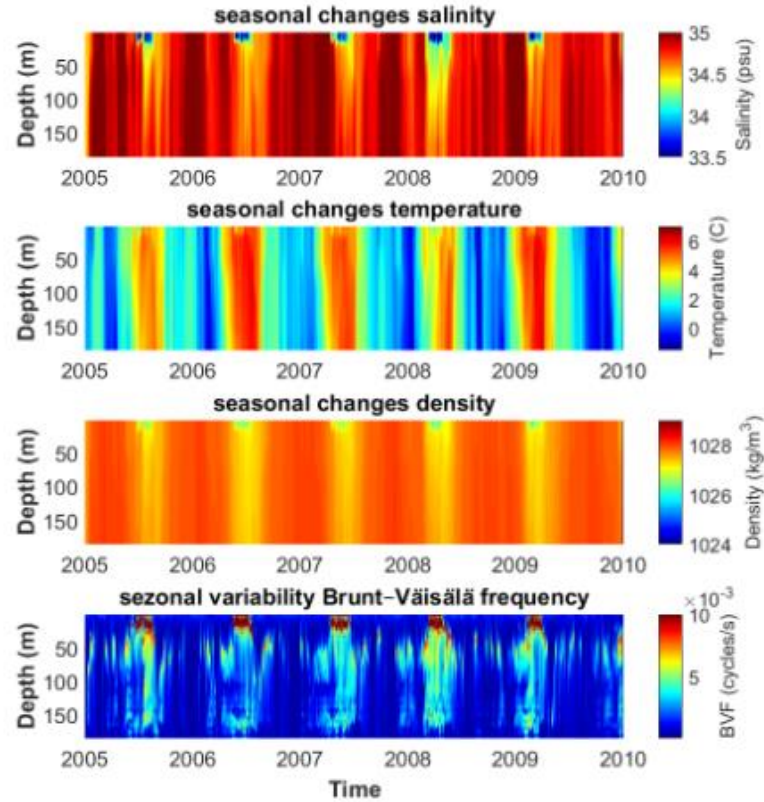 seasonal changes salinity
Depth (m)
50
100
150
2005 2006 2007 2008 2009 2010
35
34.5
34
33.5
Salinity (psu)
seasonal changes temperature
Depth (m)
50
100
150
2005 2006 2007 2008 2009 2010
6
4
2
0
Temperature (C)
seasonal changes density
Depth (m)
50
100
150
2005 2006 2007 2008 2009 2010
1028
1026
1024
Density (kg/m³)
sezonal variability Brunt−Väisälä frequency
Depth (m)
50
100
150
2005 2006 2007 2008 2009 2010
×10⁻³
10
5
BVF (cycles/s)
Time